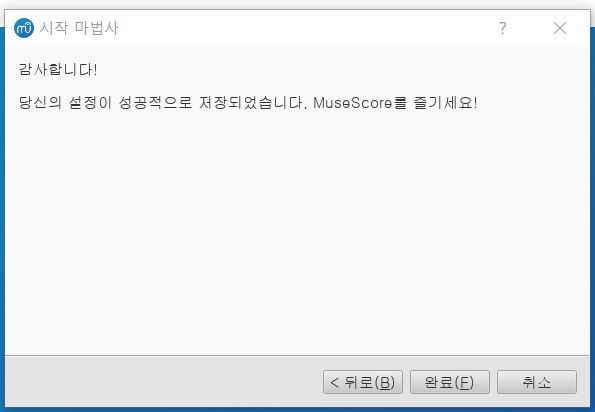 시작 마법사
감사합니다!
당신의 설정이 성공적으로 저장되었습니다. MuseScore를 즐기세요!
< 뒤로(B) 완료(F) 취소